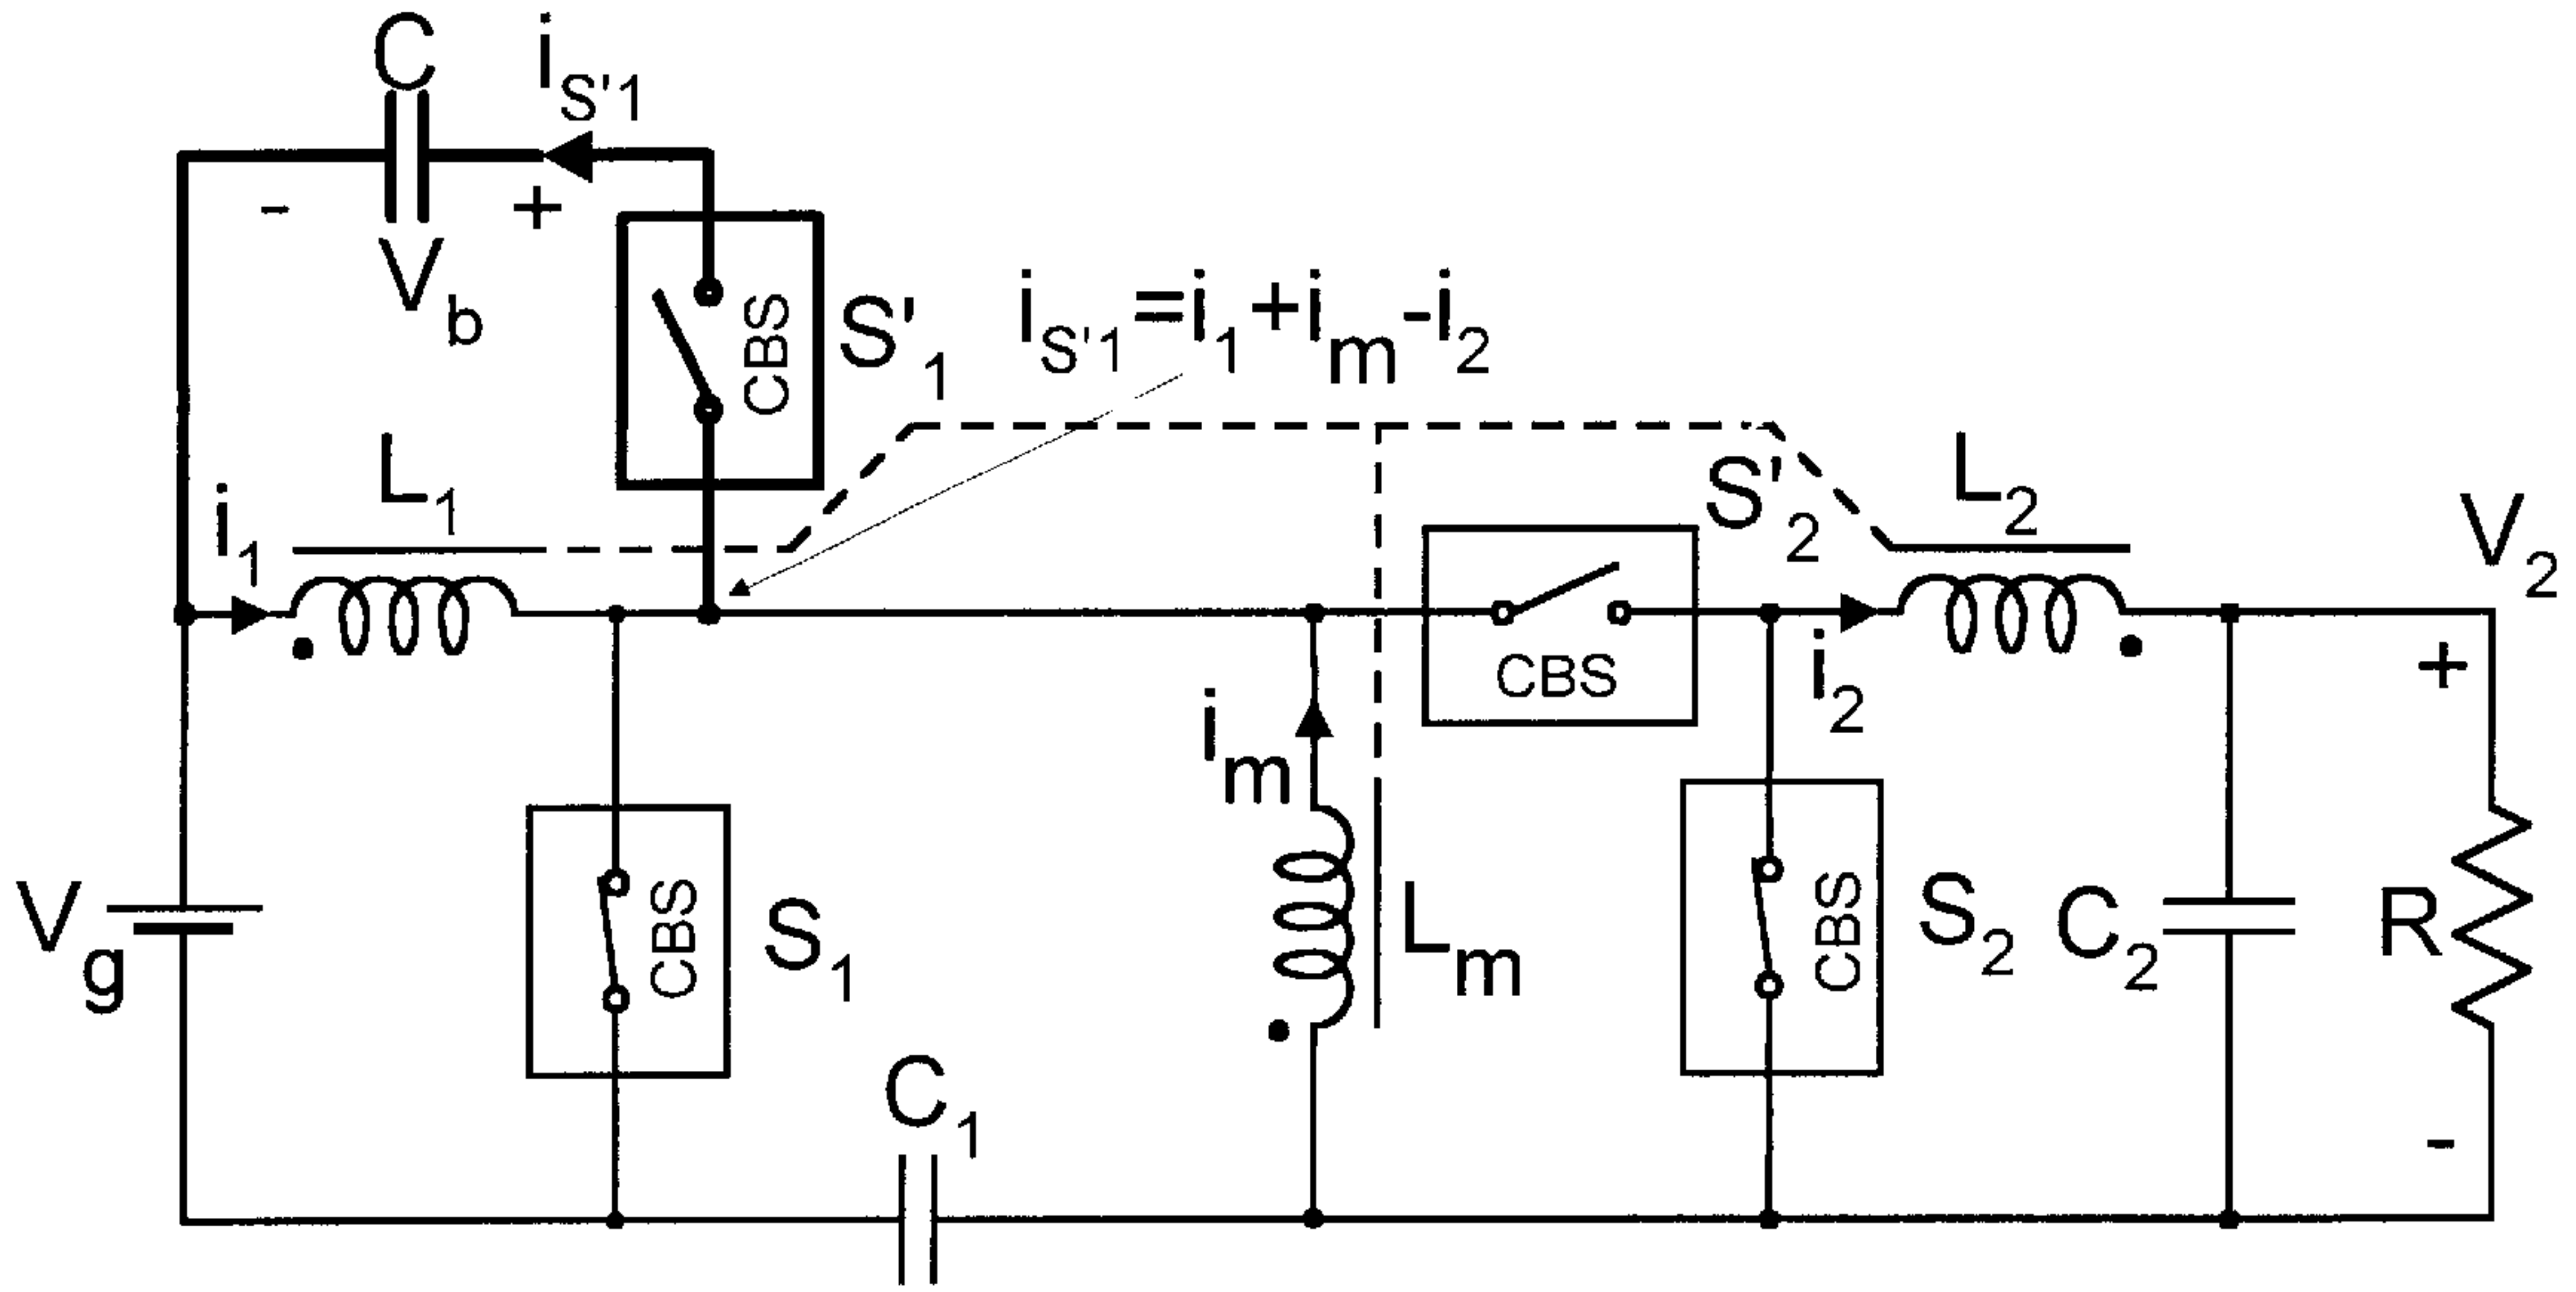 C
i_S'1
- +
V_b
CBS
S'_1
i_S'1=i_1+i_m-i_2
L_1
i_1
S'_2
L_2
V_2
CBS
i_2
+
i_m
V_g
CBS
S_1
L_m
CBS
S_2
C_2
R
C_1
-